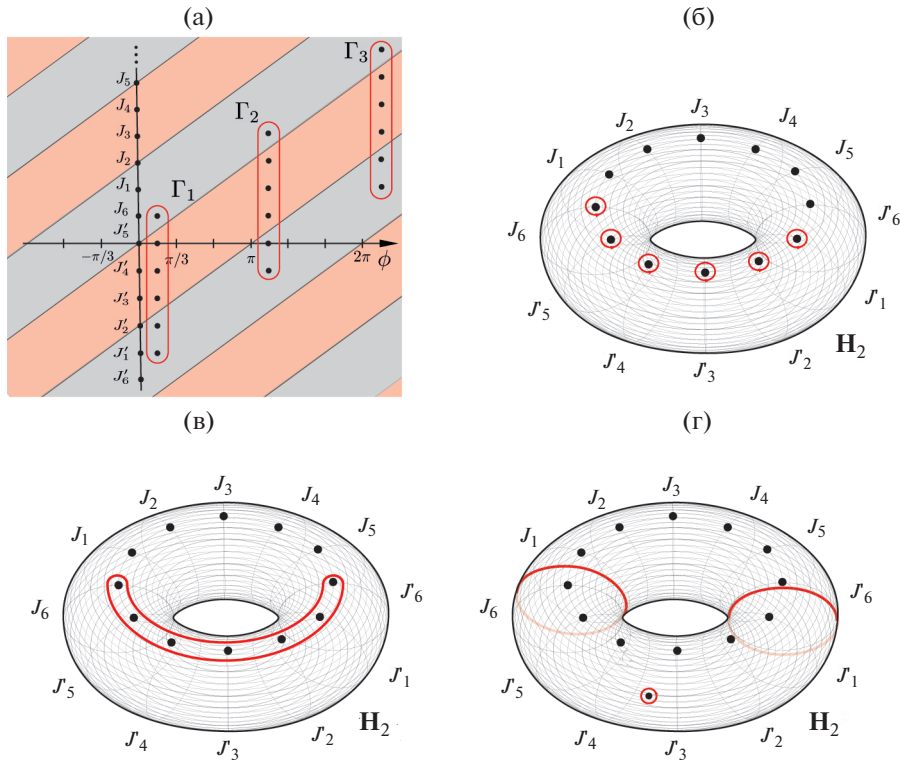 (а)
(б)
Γ₃
J₅
J₄
Γ₂
J₃
J₂
Γ₁
J₁
J₆
J′₅
−π/3
π/3
π
2π
ϕ
J′₄
J′₃
J′₂
J′₁
J′₆
J₃
J₂
J₄
J₁
J₅
J₆
J′₆
J′₅
J′₁
J′₄
J′₂
H₂
J′₃
(в)
(г)
J₃
J₂
J₄
J₁
J₅
J₆
J′₆
J′₅
J′₁
J′₄
J′₂
H₂
J′₃
J₃
J₂
J₄
J₁
J₅
J₆
J′₆
J′₅
J′₁
J′₄
J′₂
H₂
J′₃